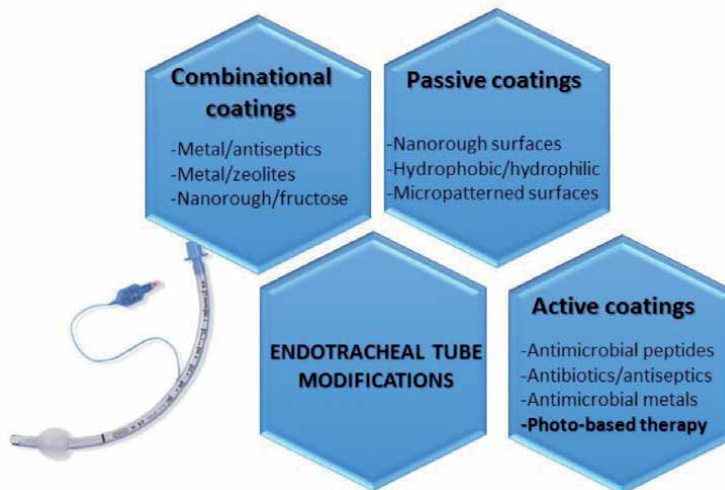 Combinational
coatings
-Metal/antiseptics
-Metal/zeolites
-Nanorough/fructose
Passive coatings
-Nanorough surfaces
-Hydrophobic/hydrophilic
-Micropatterned surfaces
ENDOTRACHEAL TUBE
MODIFICATIONS
Active coatings
-Antimicrobial peptides
-Antibiotics/antiseptics
-Antimicrobial metals
-Photo-based therapy